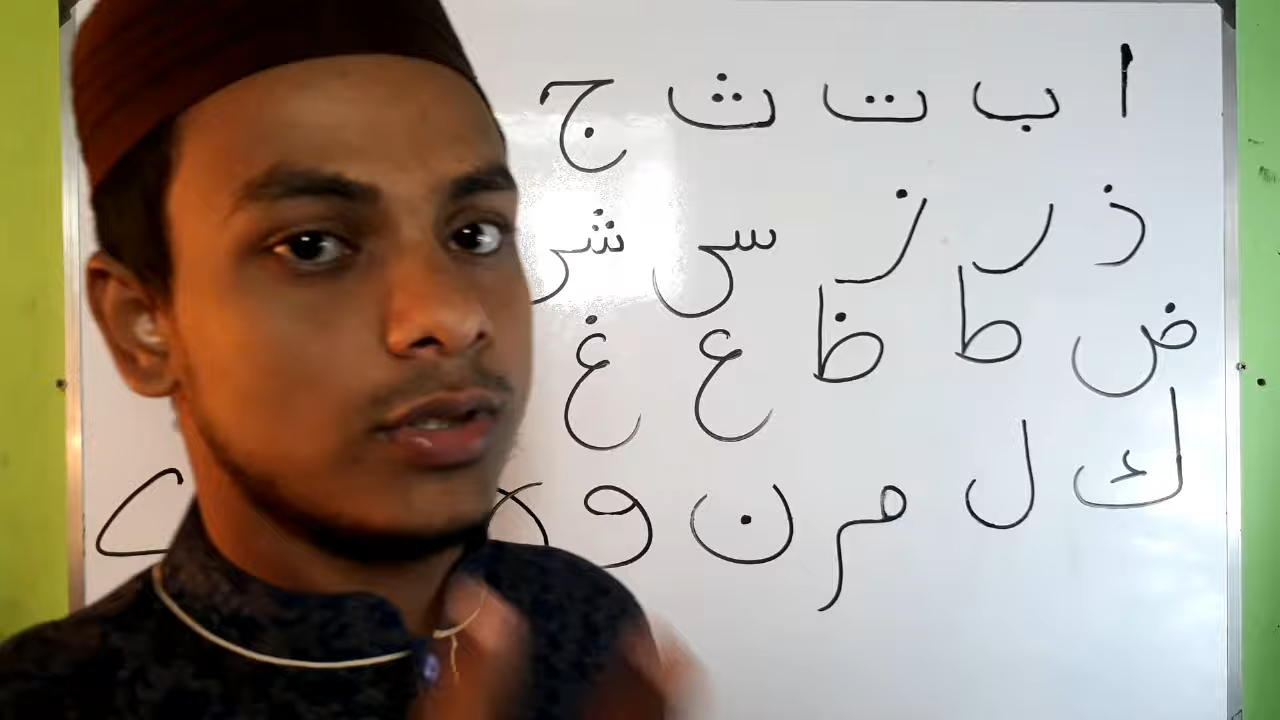 ا ب ت ث ج
ذ ر ز س ش
ض ط ظ ع غ
ك ل م ن و